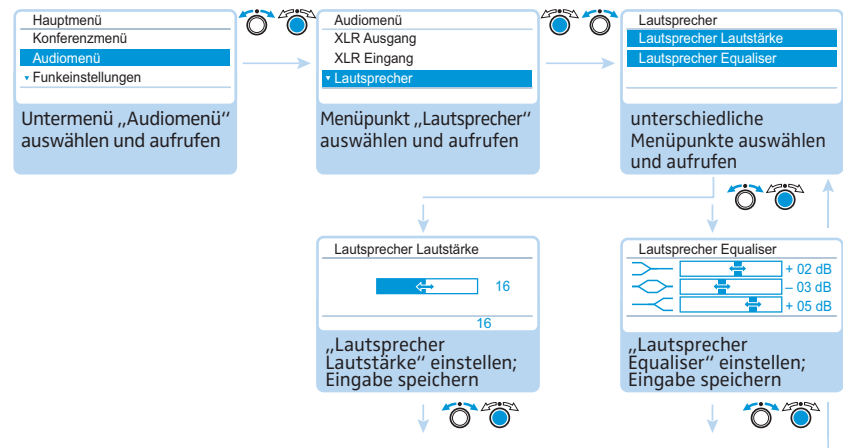 Hauptmenü
Konferenzmenü
Audiomenü
Funkeinstellungen
Untermenü „Audiomenü“
auswählen und aufrufen
Audiomenü
XLR Ausgang
XLR Eingang
Lautsprecher
Menüpunkt „Lautsprecher“
auswählen und aufrufen
Lautsprecher
Lautsprecher Lautstärke
Lautsprecher Equaliser
unterschiedliche
Menüpunkte auswählen
und aufrufen
Lautsprecher Lautstärke
16
16
„Lautsprecher
Lautstärke“ einstellen;
Eingabe speichern
Lautsprecher Equaliser
+ 02 dB
– 03 dB
+ 05 dB
„Lautsprecher
Equaliser“ einstellen;
Eingabe speichern